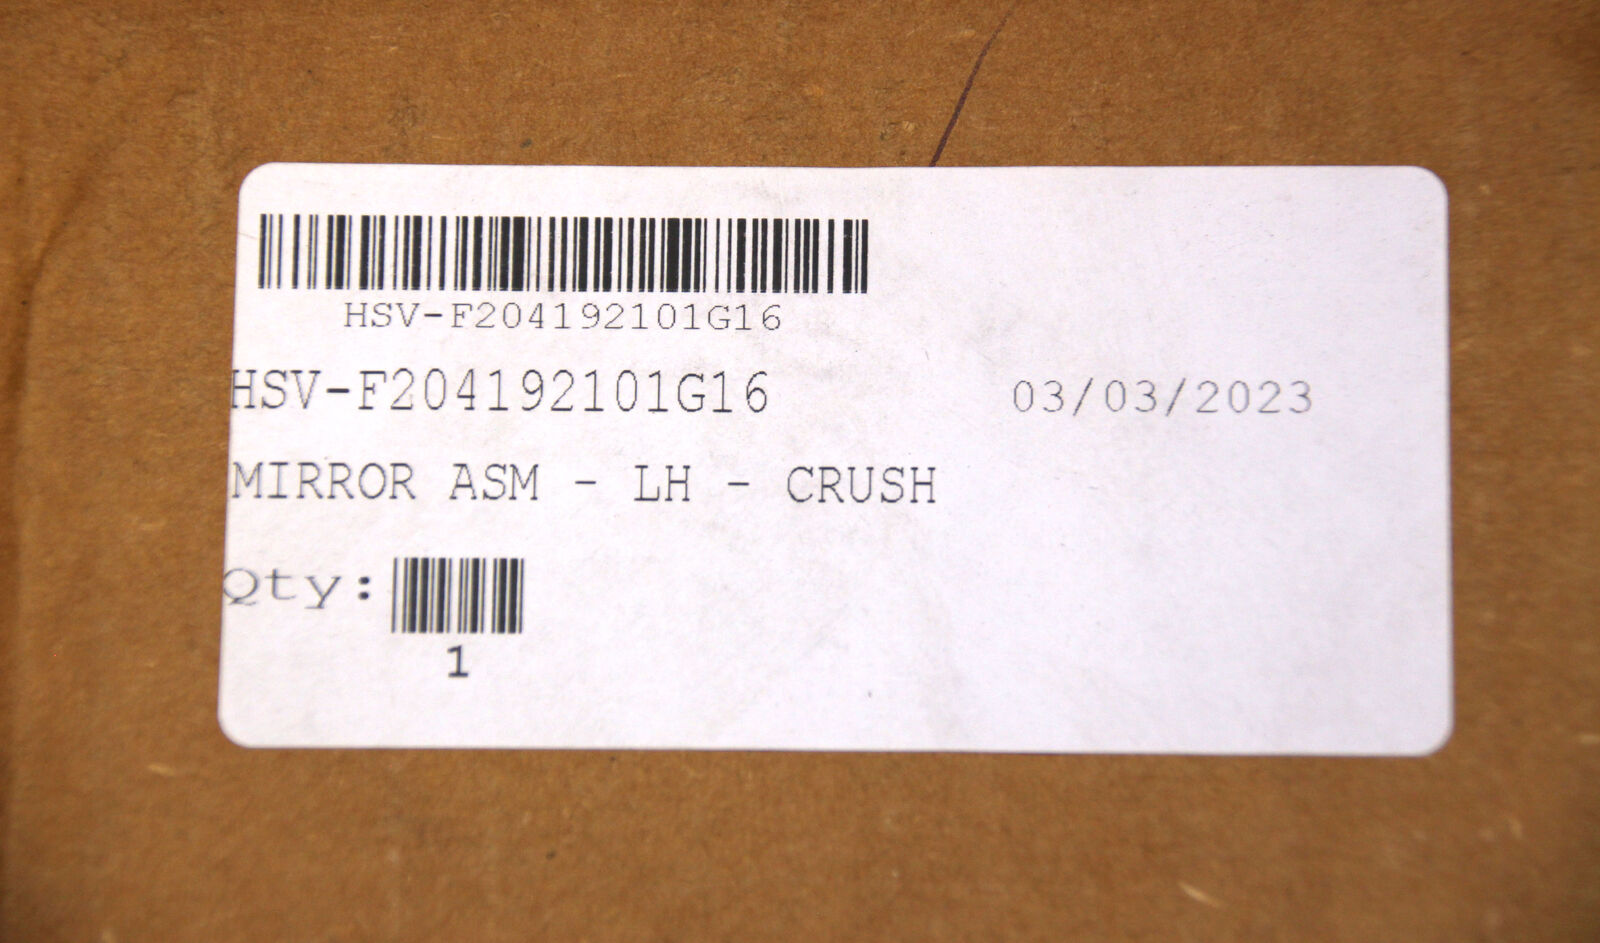 HSV-F204192101G16
HSV-F204192101G16 03/03/2023
MIRROR ASM - LH - CRUSH
Qty:
1